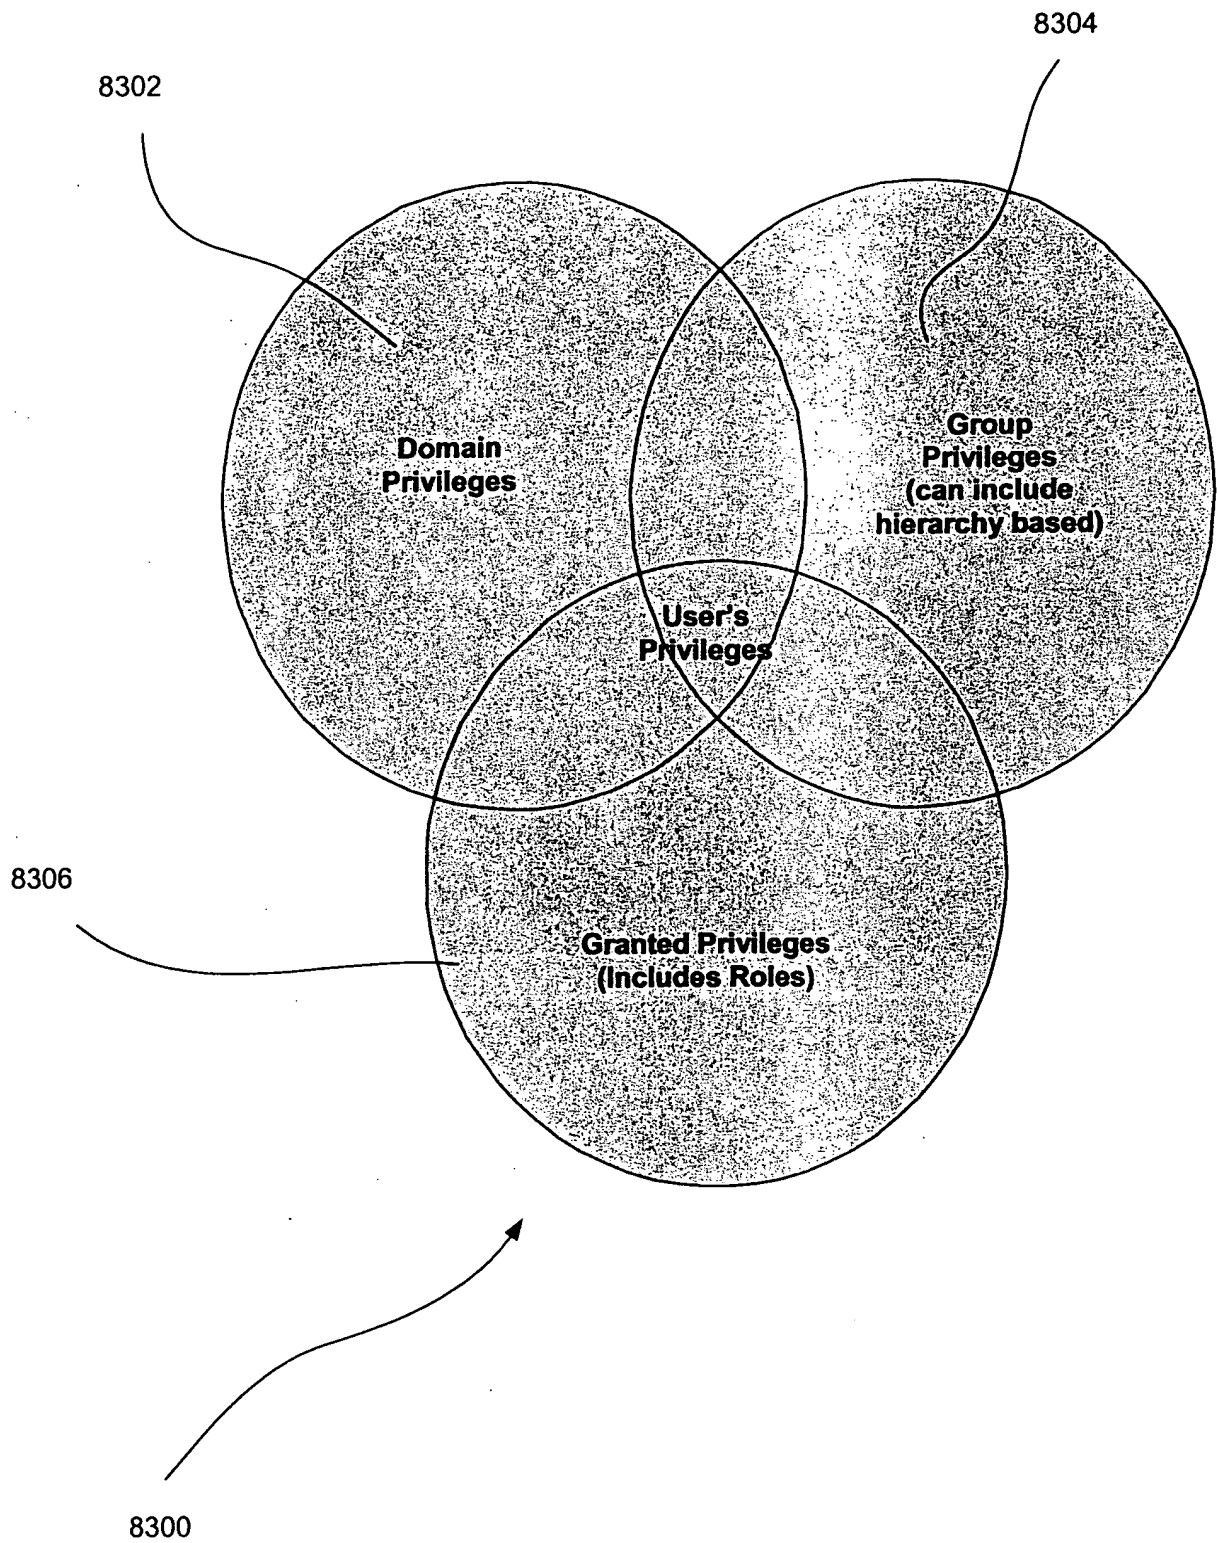 8304
8302
Domain
Privileges
Group
Privileges
(can include
hierarchy based)
User's
Privileges
8306
Granted Privileges
(Includes Roles)
8300